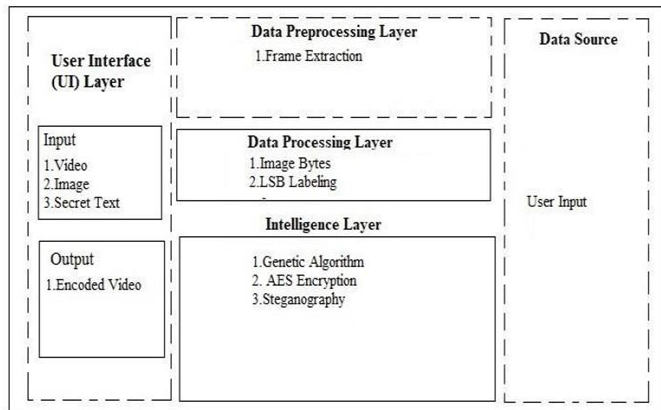 User Interface
(UI) Layer
Input
1.Video
2.Image
3.Secret Text
Output
1.Encoded Video
Data Preprocessing Layer
1.Frame Extraction
Data Processing Layer
1.Image Bytes
2.LSB Labeling
Intelligence Layer
1.Genetic Algorithm
2. AES Encryption
3.Steganography
Data Source
User Input